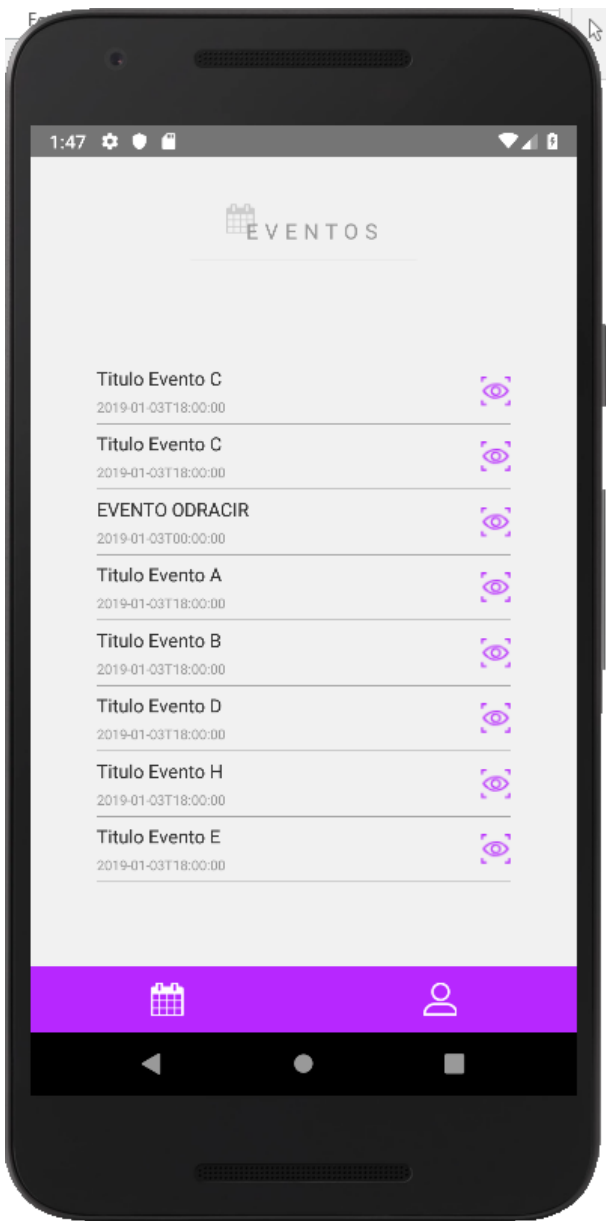 1:47
EVENTOS
Titulo Evento C
2019-01-03T18:00:00
Titulo Evento C
2019-01-03T18:00:00
EVENTO ODRACIR
2019-01-03T00:00:00
Titulo Evento A
2019-01-03T18:00:00
Titulo Evento B
2019-01-03T18:00:00
Titulo Evento D
2019-01-03T18:00:00
Titulo Evento H
2019-01-03T18:00:00
Titulo Evento E
2019-01-03T18:00:00